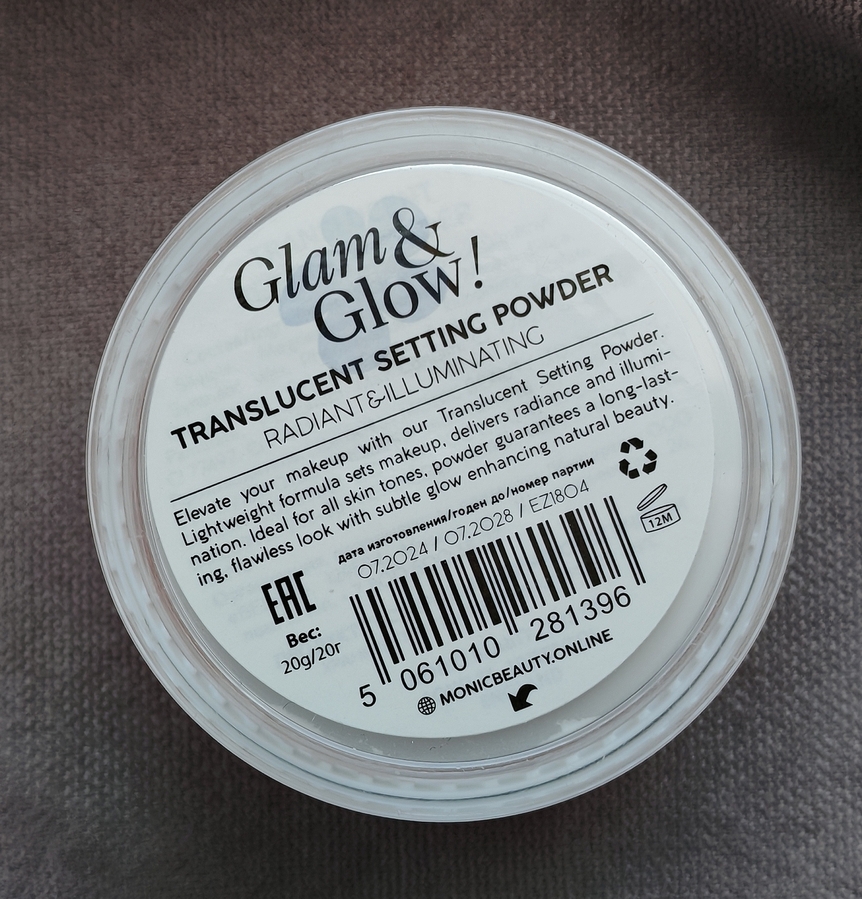 Glam&
Glow!
TRANSLUCENT SETTING POWDER
RADIANT&ILLUMINATING
Elevate your makeup with our Translucent Setting Powder.
Lightweight formula sets makeup, delivers radiance and illumi-
nation. Ideal for all skin tones, powder guarantees a long-last-
ing, flawless look with subtle glow enhancing natural beauty.
дата изготовления/годен до/номер партии
07.2024 / 07.2028 / EZ1804
12M
EAC
Вес:
20g/20г
5 061010 281396
MONICBEAUTY.ONLINE